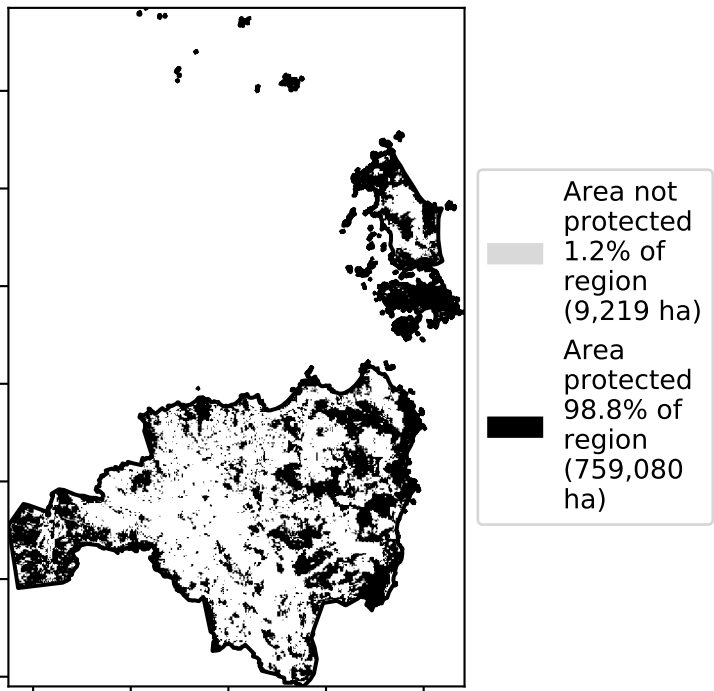 Area not
protected
1.2% of
region
(9,219 ha)
Area
protected
98.8% of
region
(759,080
ha)